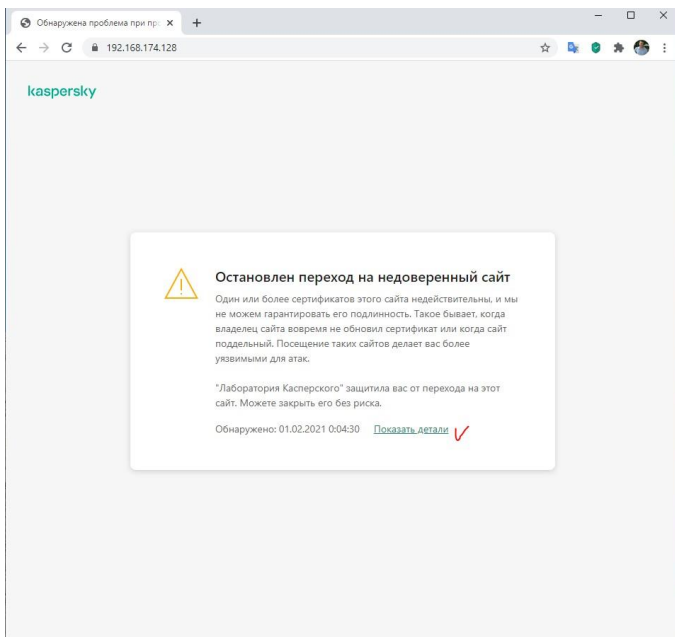 Обнаружена проблема при про
192.168.174.128
kaspersky
Остановлен переход на недоверенный сайт
Один или более сертификатов этого сайта недействительны, и мы
не можем гарантировать его подлинность. Такое бывает, когда
владелец сайта вовремя не обновил сертификат или когда сайт
поддельный. Посещение таких сайтов делает вас более
уязвимыми для атак.
"Лаборатория Касперского" защитила вас от перехода на этот
сайт. Можете закрыть его без риска.
Обнаружено: 01.02.2021 0:04:30 Показать детали